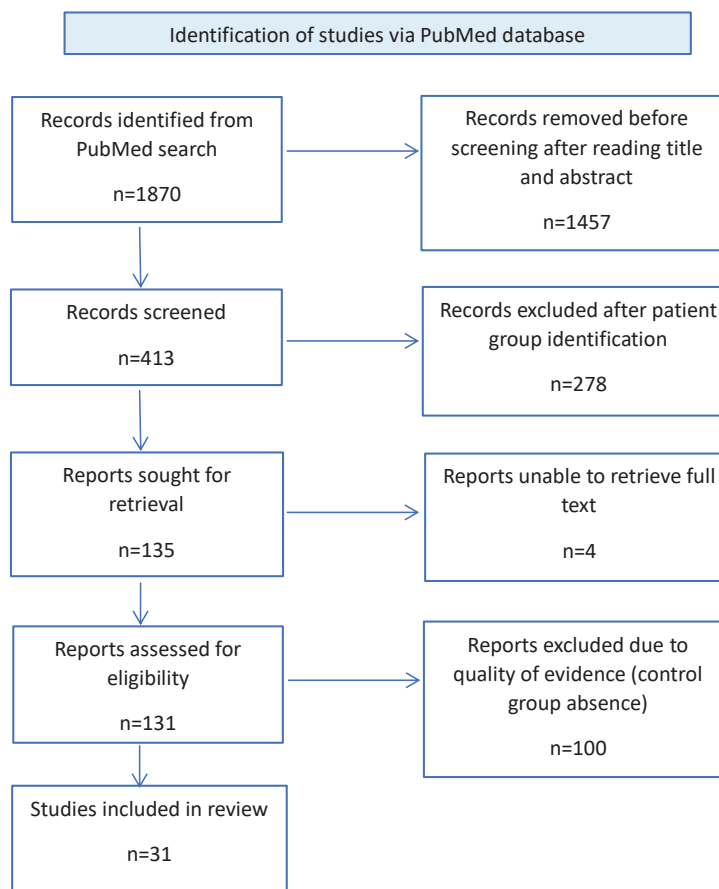 Identification of studies via PubMed database
Records identified from
PubMed search
n=1870
Records removed before
screening after reading title
and abstract
n=1457
Records screened
n=413
Records excluded after patient
group identification
n=278
Reports sought for
retrieval
n=135
Reports unable to retrieve full
text
n=4
Reports assessed for
eligibility
n=131
Reports excluded due to
quality of evidence (control
group absence)
n=100
Studies included in review
n=31